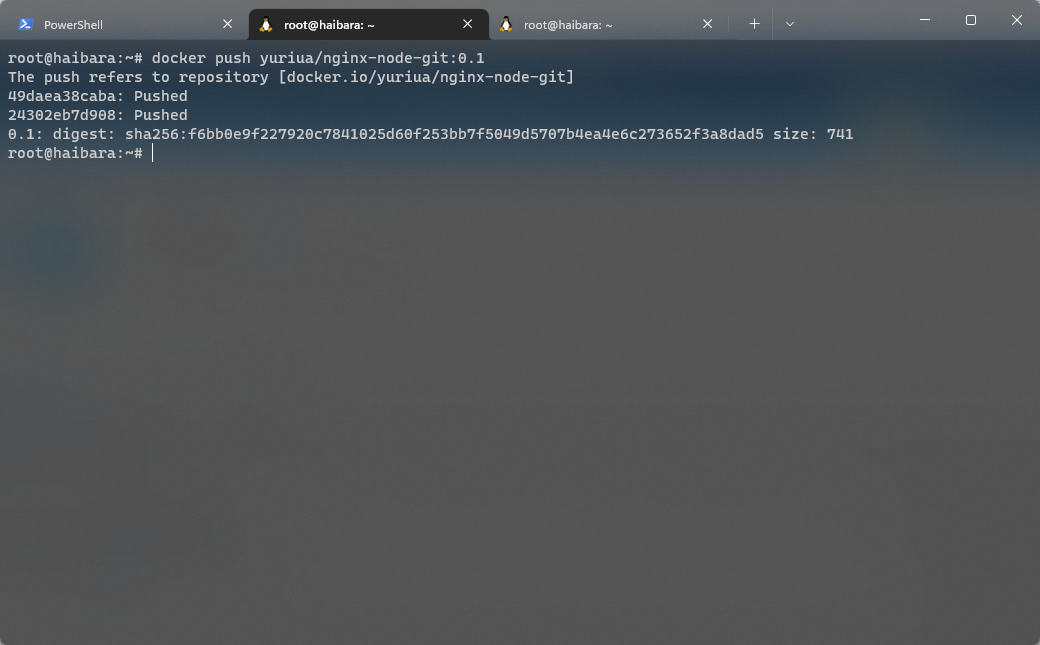 PowerShell
root@haibara: ~
root@haibara: ~
root@haibara:~# docker push yuriua/nginx-node-git:0.1
The push refers to repository [docker.io/yuriua/nginx-node-git]
49daea38caba: Pushed
24302eb7d908: Pushed
0.1: digest: sha256:f6bb0e9f227920c7841025d60f253bb7f5049d5707b4ea4e6c273652f3a8dad5 size: 741
root@haibara:~#